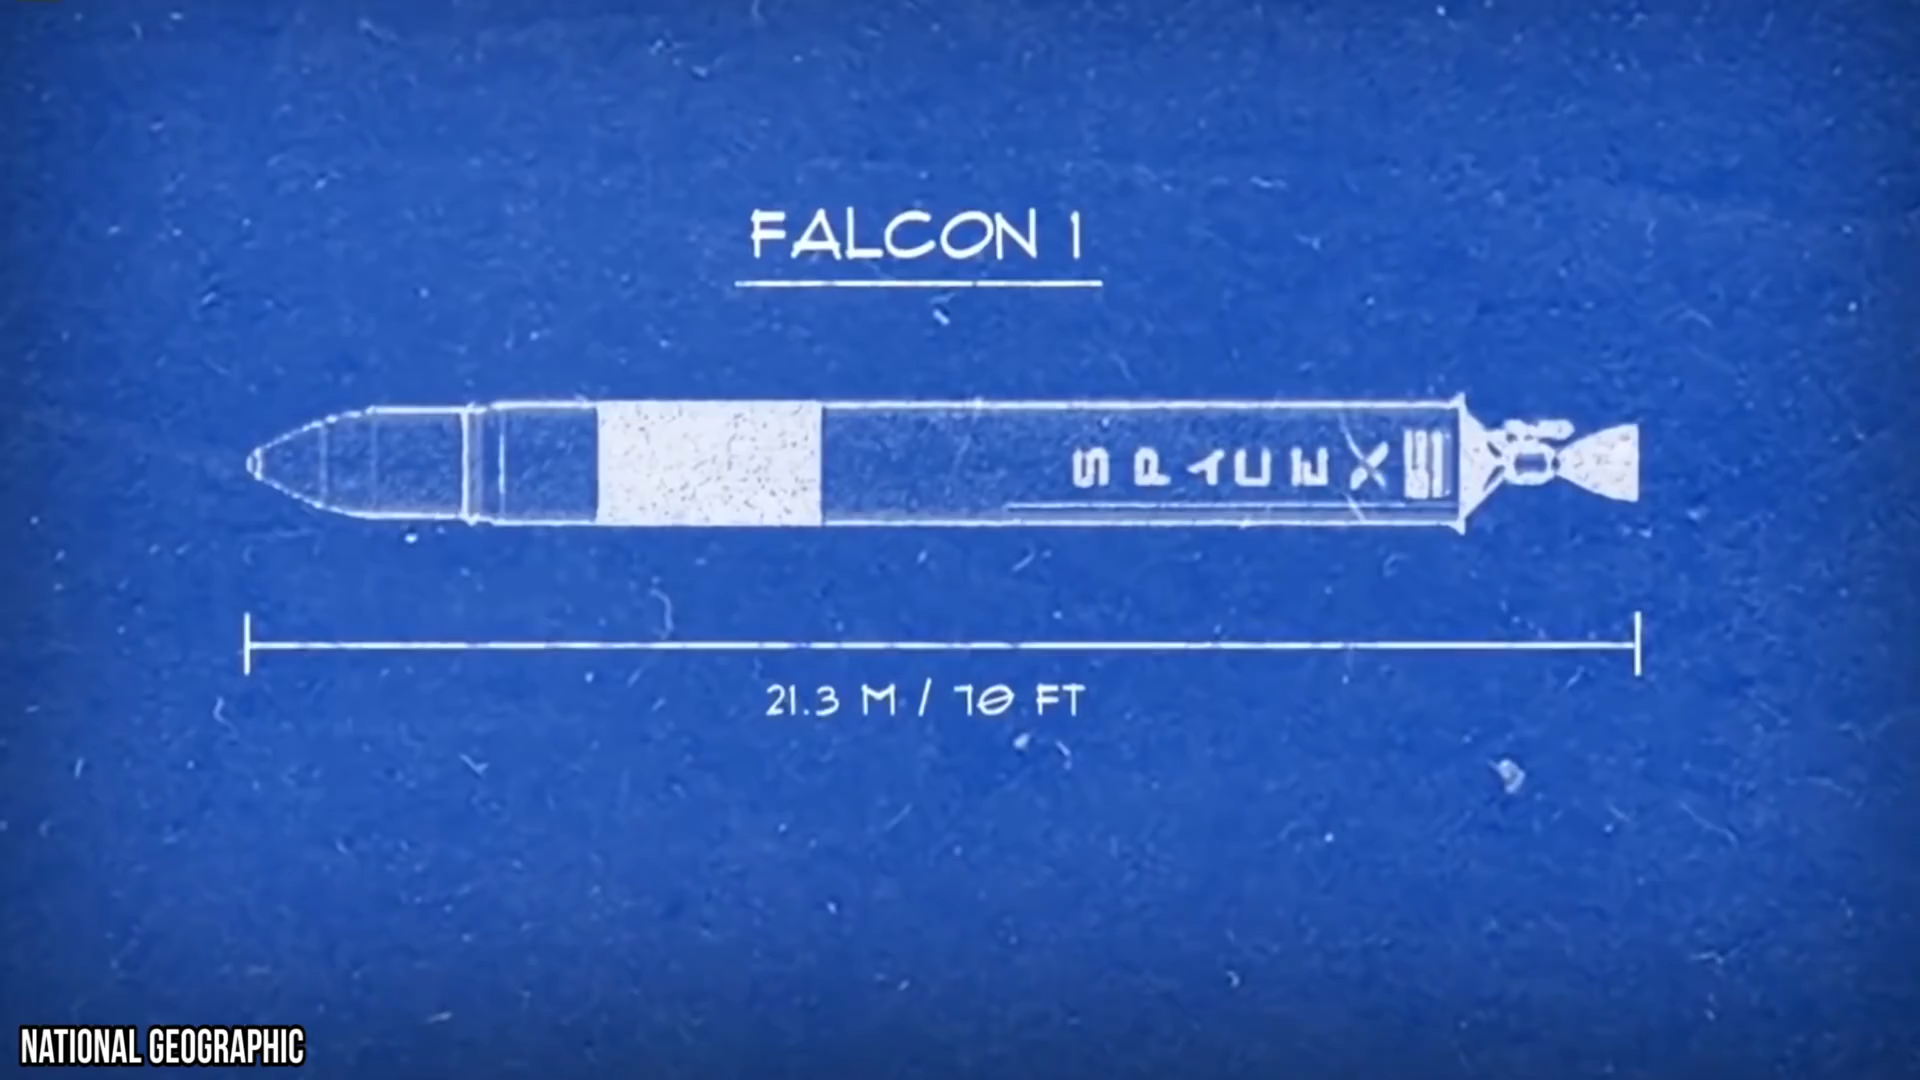 FALCON 1
SPACEX
21.3 M / 70 FT
NATIONAL GEOGRAPHIC